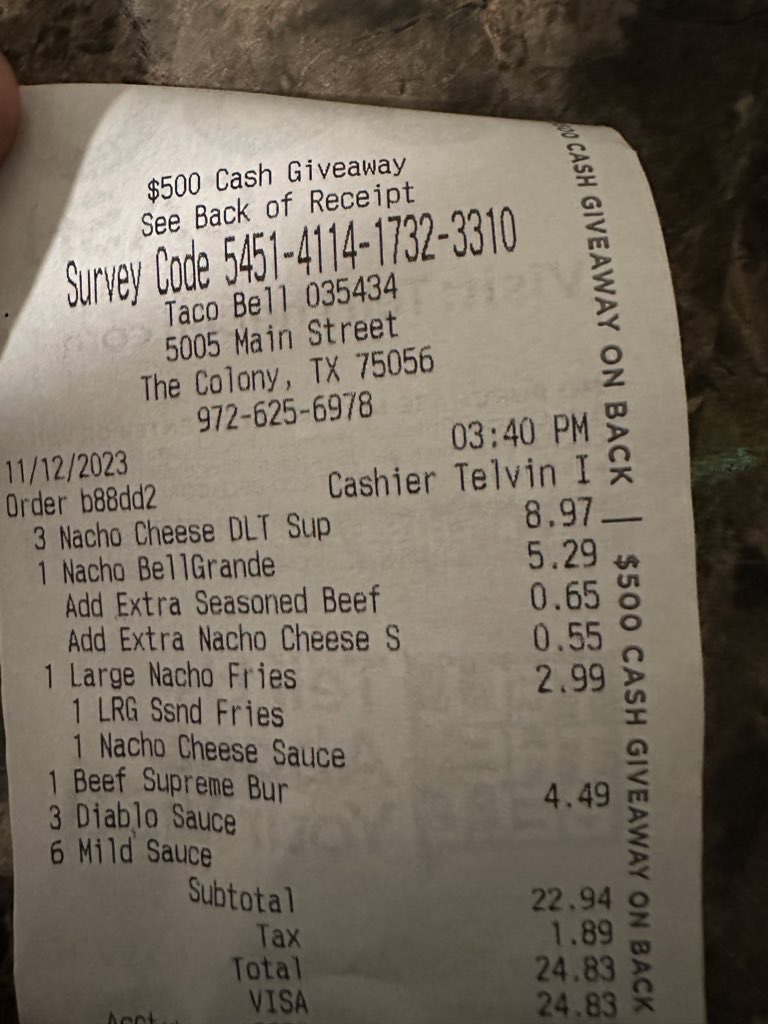 $500 Cash Giveaway
See Back of Receipt
Survey Code 5451-4114-1732-3310
Taco Bell 035434
5005 Main Street
The Colony, TX 75056
972-625-6978
11/12/2023 03:40 PM
Order b88dd2 Cashier Telvin I
3 Nacho Cheese DLT Sup 8.97
1 Nacho BellGrande 5.29
Add Extra Seasoned Beef 0.65
Add Extra Nacho Cheese S 0.55
1 Large Nacho Fries 2.99
1 LRG Ssnd Fries
1 Nacho Cheese Sauce
1 Beef Supreme Bur 4.49
3 Diablo Sauce
6 Mild Sauce
Subtotal 22.94
Tax 1.89
Total 24.83
VISA 24.83
$500 CASH GIVEAWAY ON BACK — $500 CASH GIVEAWAY ON BACK